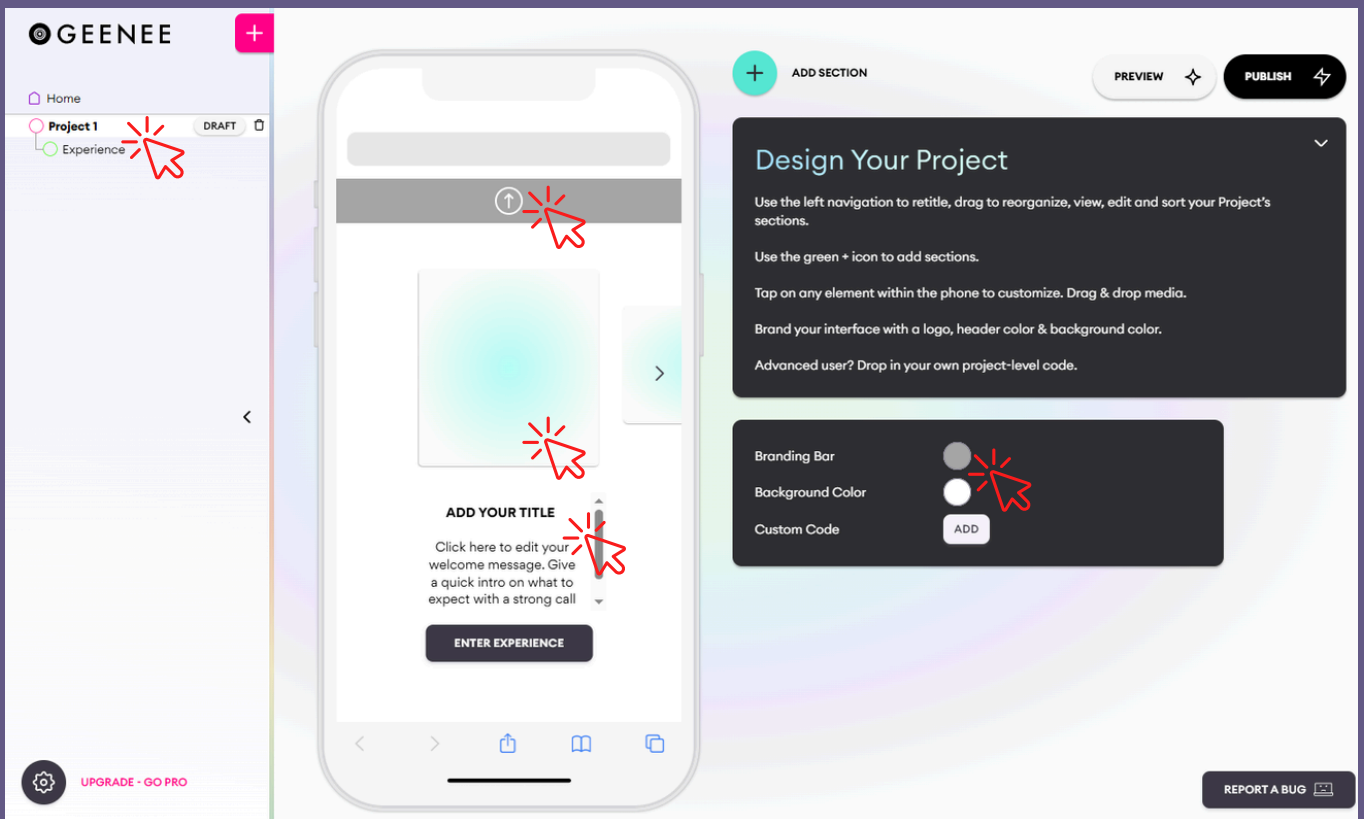 GEENEE
Home
Project 1
DRAFT
Experience
UPGRADE - GO PRO
ADD YOUR TITLE
Click here to edit your
welcome message. Give
a quick intro on what to
expect with a strong call
ENTER EXPERIENCE
ADD SECTION
PREVIEW
PUBLISH
Design Your Project
Use the left navigation to retitle, drag to reorganize, view, edit and sort your Project's
sections.
Use the green + icon to add sections.
Tap on any element within the phone to customize. Drag & drop media.
Brand your interface with a logo, header color & background color.
Advanced user? Drop in your own project-level code.
Branding Bar
Background Color
Custom Code
ADD
REPORT A BUG